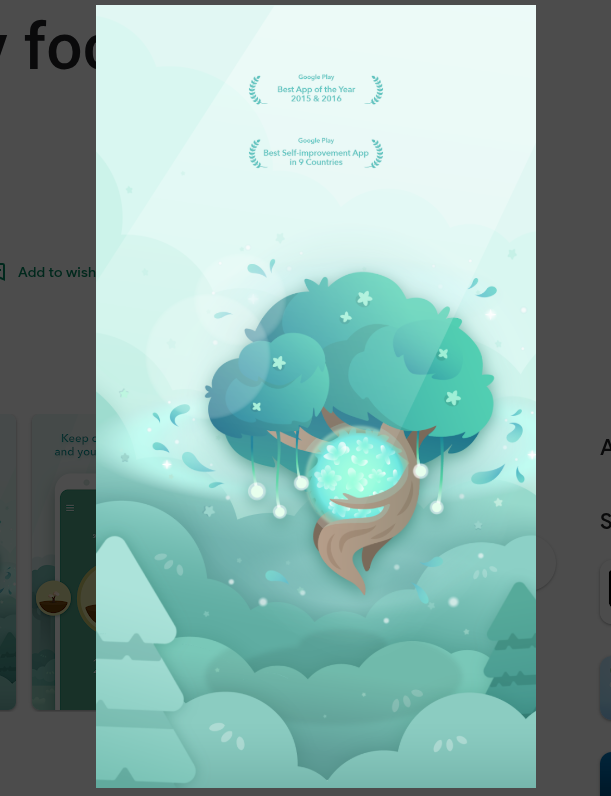 y foc
Google Play
Best App of the Year
2015 & 2016
Google Play
Best Self-improvement App
in 9 Countries
Add to wish
Keep
and you
A
S